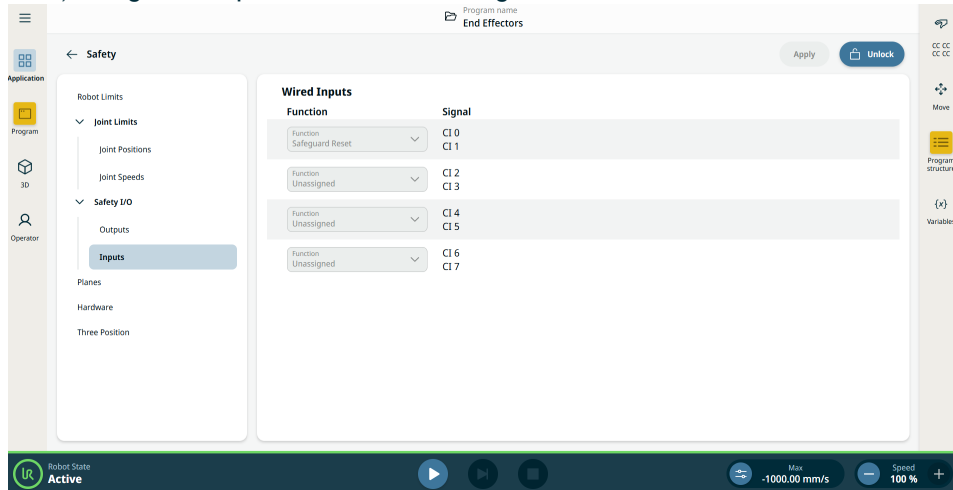 Program name
End Effectors
Application
Program
3D
Operator
Safety
Apply
Unlock
Robot Limits
Joint Limits
Joint Positions
Joint Speeds
Safety I/O
Outputs
Inputs
Planes
Hardware
Three Position
Wired Inputs
Function Signal
Function
Safeguard Reset
CI 0
CI 1
Function
Unassigned
CI 2
CI 3
Function
Unassigned
CI 4
CI 5
Function
Unassigned
CI 6
CI 7
CC CC
CC CC
Move
Program
structure
{x}
Variables
Robot State
Active
Max
-1000.00 mm/s
Speed
100 %